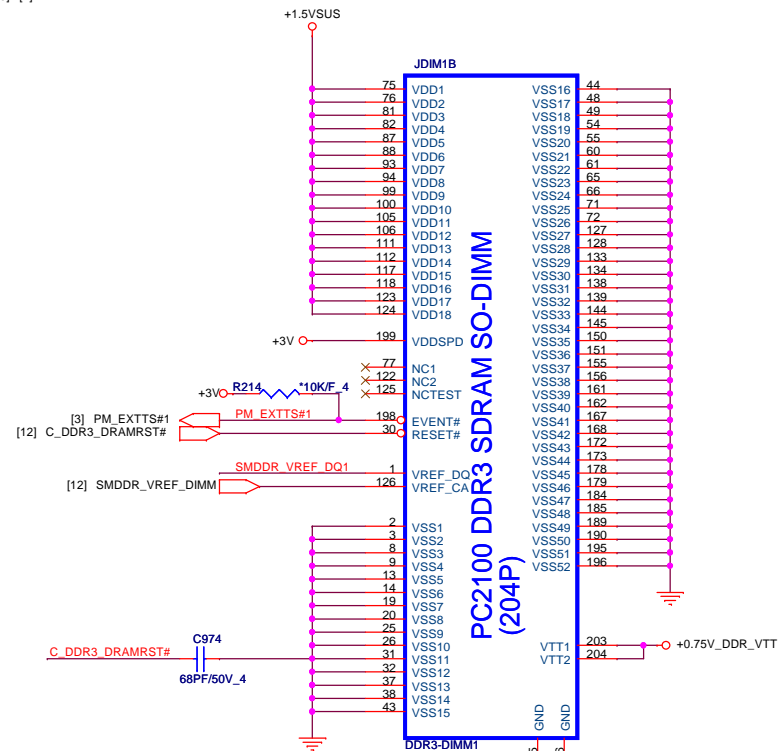 +1.5VSUS
JDIM1B
75 VDD1
76 VDD2
81 VDD3
82 VDD4
87 VDD5
88 VDD6
93 VDD7
94 VDD8
99 VDD9
100 VDD10
105 VDD11
106 VDD12
111 VDD13
112 VDD14
117 VDD15
118 VDD16
123 VDD17
124 VDD18
+3V 199 VDDSPD
77 NC1
122 NC2
125 NCTEST
+3V R214 *10K/F_4
[3] PM_EXTTS#1 PM_EXTTS#1 198 EVENT#
[12] C_DDR3_DRAMRST# 30 RESET#
SMDDR_VREF_DQ1 1 VREF_DQ
[12] SMDDR_VREF_DIMM 126 VREF_CA
2 VSS1
3 VSS2
8 VSS3
9 VSS4
13 VSS5
14 VSS6
19 VSS7
20 VSS8
25 VSS9
26 VSS10
31 VSS11
32 VSS12
37 VSS13
38 VSS14
43 VSS15
C_DDR3_DRAMRST# C974
68PF/50V_4
PC2100 DDR3 SDRAM SO-DIMM
(204P)
VSS16 44
VSS17 48
VSS18 49
VSS19 54
VSS20 55
VSS21 60
VSS22 61
VSS23 65
VSS24 66
VSS25 71
VSS26 72
VSS27 127
VSS28 128
VSS29 133
VSS30 134
VSS31 138
VSS32 139
VSS33 144
VSS34 145
VSS35 150
VSS36 151
VSS37 155
VSS38 156
VSS39 161
VSS40 162
VSS41 167
VSS42 168
VSS43 172
VSS44 173
VSS45 178
VSS46 179
VSS47 184
VSS48 185
VSS49 189
VSS50 190
VSS51 195
VSS52 196
VTT1 203 +0.75V_DDR_VTT
VTT2 204
GND
GND
DDR3-DIMM1